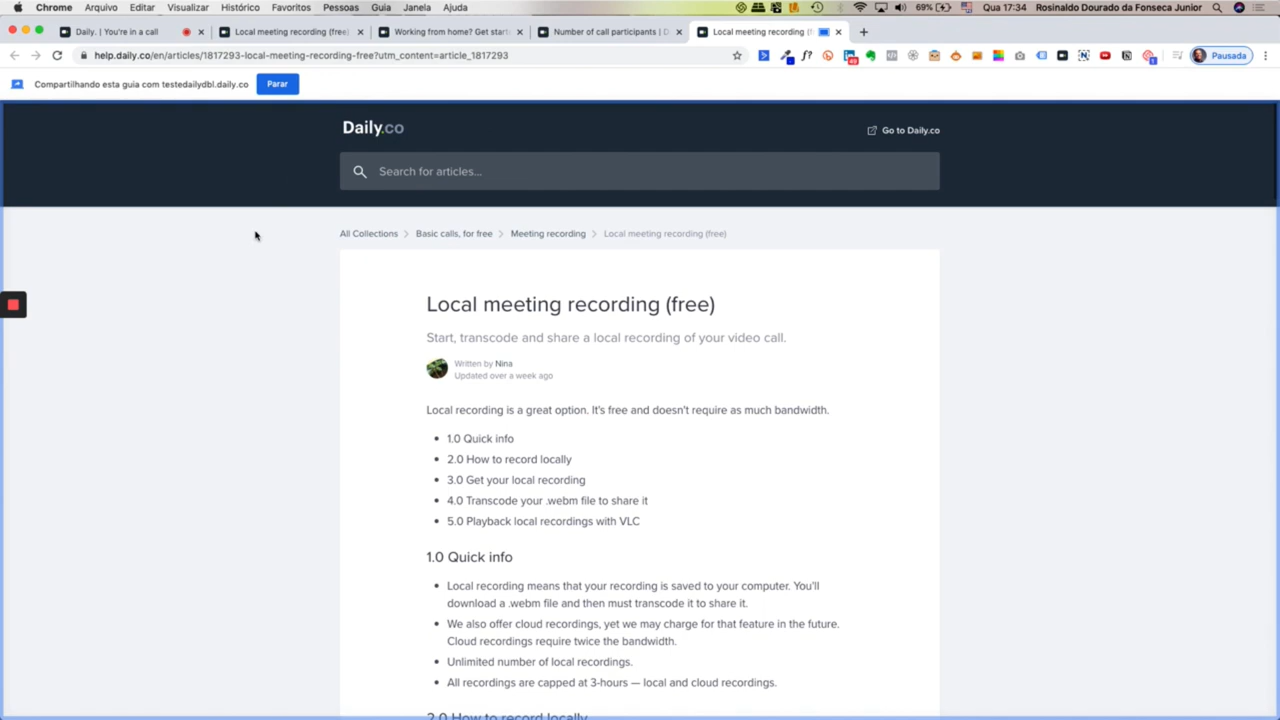 Chrome Arquivo Editar Visualizar Histórico Favoritos Pessoas Guia Janela Ajuda 69% Qua 17:34 Rosinaldo Dourado da Fonseca Junior
Daily. | You're in a call Local meeting recording (free) Working from home? Get start Number of call participants | D Local meeting recording (f
help.daily.co/en/articles/1817293-local-meeting-recording-free?utm_content=article_1817293 Pausada
Compartilhando esta guia com testedailydbl.daily.co Parar
Daily.co Go to Daily.co
Search for articles...
All Collections Basic calls, for free Meeting recording Local meeting recording (free)
Local meeting recording (free)
Start, transcode and share a local recording of your video call.
Written by Nina
Updated over a week ago
Local recording is a great option. It's free and doesn't require as much bandwidth.
• 1.0 Quick info
• 2.0 How to record locally
• 3.0 Get your local recording
• 4.0 Transcode your .webm file to share it
• 5.0 Playback local recordings with VLC
1.0 Quick info
• Local recording means that your recording is saved to your computer. You'll
download a .webm file and then must transcode it to share it.
• We also offer cloud recordings, yet we may charge for that feature in the future.
Cloud recordings require twice the bandwidth.
• Unlimited number of local recordings.
• All recordings are capped at 3-hours — local and cloud recordings.
2.0 How to record locally